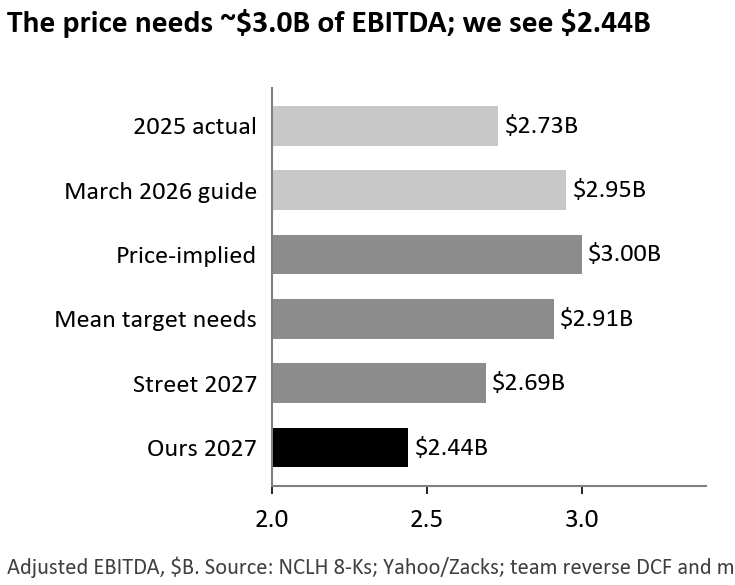 The price needs ~$3.0B of EBITDA; we see $2.44B
2025 actual $2.73B
March 2026 guide $2.95B
Price-implied $3.00B
Mean target needs $2.91B
Street 2027 $2.69B
Ours 2027 $2.44B
2.0 2.5 3.0
Adjusted EBITDA, $B. Source: NCLH 8-Ks; Yahoo/Zacks; team reverse DCF and m